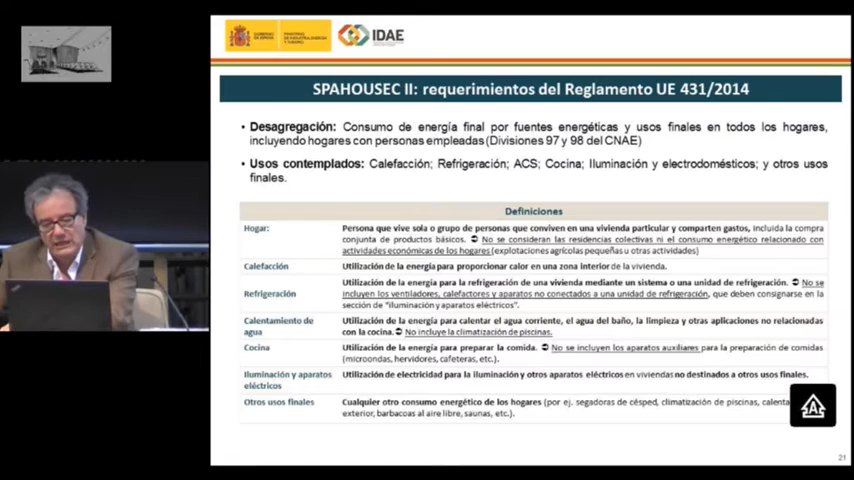 GOBIERNO DE ESPAÑA
MINISTERIO DE INDUSTRIA, ENERGÍA Y TURISMO
IDAE
SPAHOUSEC II: requerimientos del Reglamento UE 431/2014
• Desagregación: Consumo de energía final por fuentes energéticas y usos finales en todos los hogares,
incluyendo hogares con personas empleadas (Divisiones 97 y 98 del CNAE)
• Usos contemplados: Calefacción; Refrigeración; ACS; Cocina; Iluminación y electrodomésticos; y otros usos
finales.
Definiciones
Hogar:
Persona que vive sola o grupo de personas que conviven en una vivienda particular y comparten gastos, incluida la compra
conjunta de productos básicos. ➲ No se consideran las residencias colectivas ni el consumo energético relacionado con
actividades económicas de los hogares (explotaciones agrícolas pequeñas u otras actividades)
Calefacción
Utilización de la energía para proporcionar calor en una zona interior de la vivienda.
Refrigeración
Utilización de la energía para la refrigeración de una vivienda mediante un sistema o una unidad de refrigeración. ➲ No se
incluyen los ventiladores, calefactores y aparatos no conectados a una unidad de refrigeración, que deben consignarse en la
sección de "iluminación y aparatos eléctricos".
Calentamiento de
agua
Utilización de la energía para calentar el agua corriente, el agua del baño, la limpieza y otras aplicaciones no relacionadas
con la cocina. ➲ No incluye la climatización de piscinas.
Cocina
Utilización de la energía para preparar la comida. ➲ No se incluyen los aparatos auxiliares para la preparación de comidas
(microondas, hervidores, cafeteras, etc.).
Iluminación y aparatos
eléctricos
Utilización de electricidad para la iluminación y otros aparatos eléctricos en viviendas no destinados a otros usos finales.
Otros usos finales
Cualquier otro consumo energético de los hogares (por ej. segadoras de césped, climatización de piscinas, calenta
exterior, barbacoas al aire libre, saunas, etc.).
21